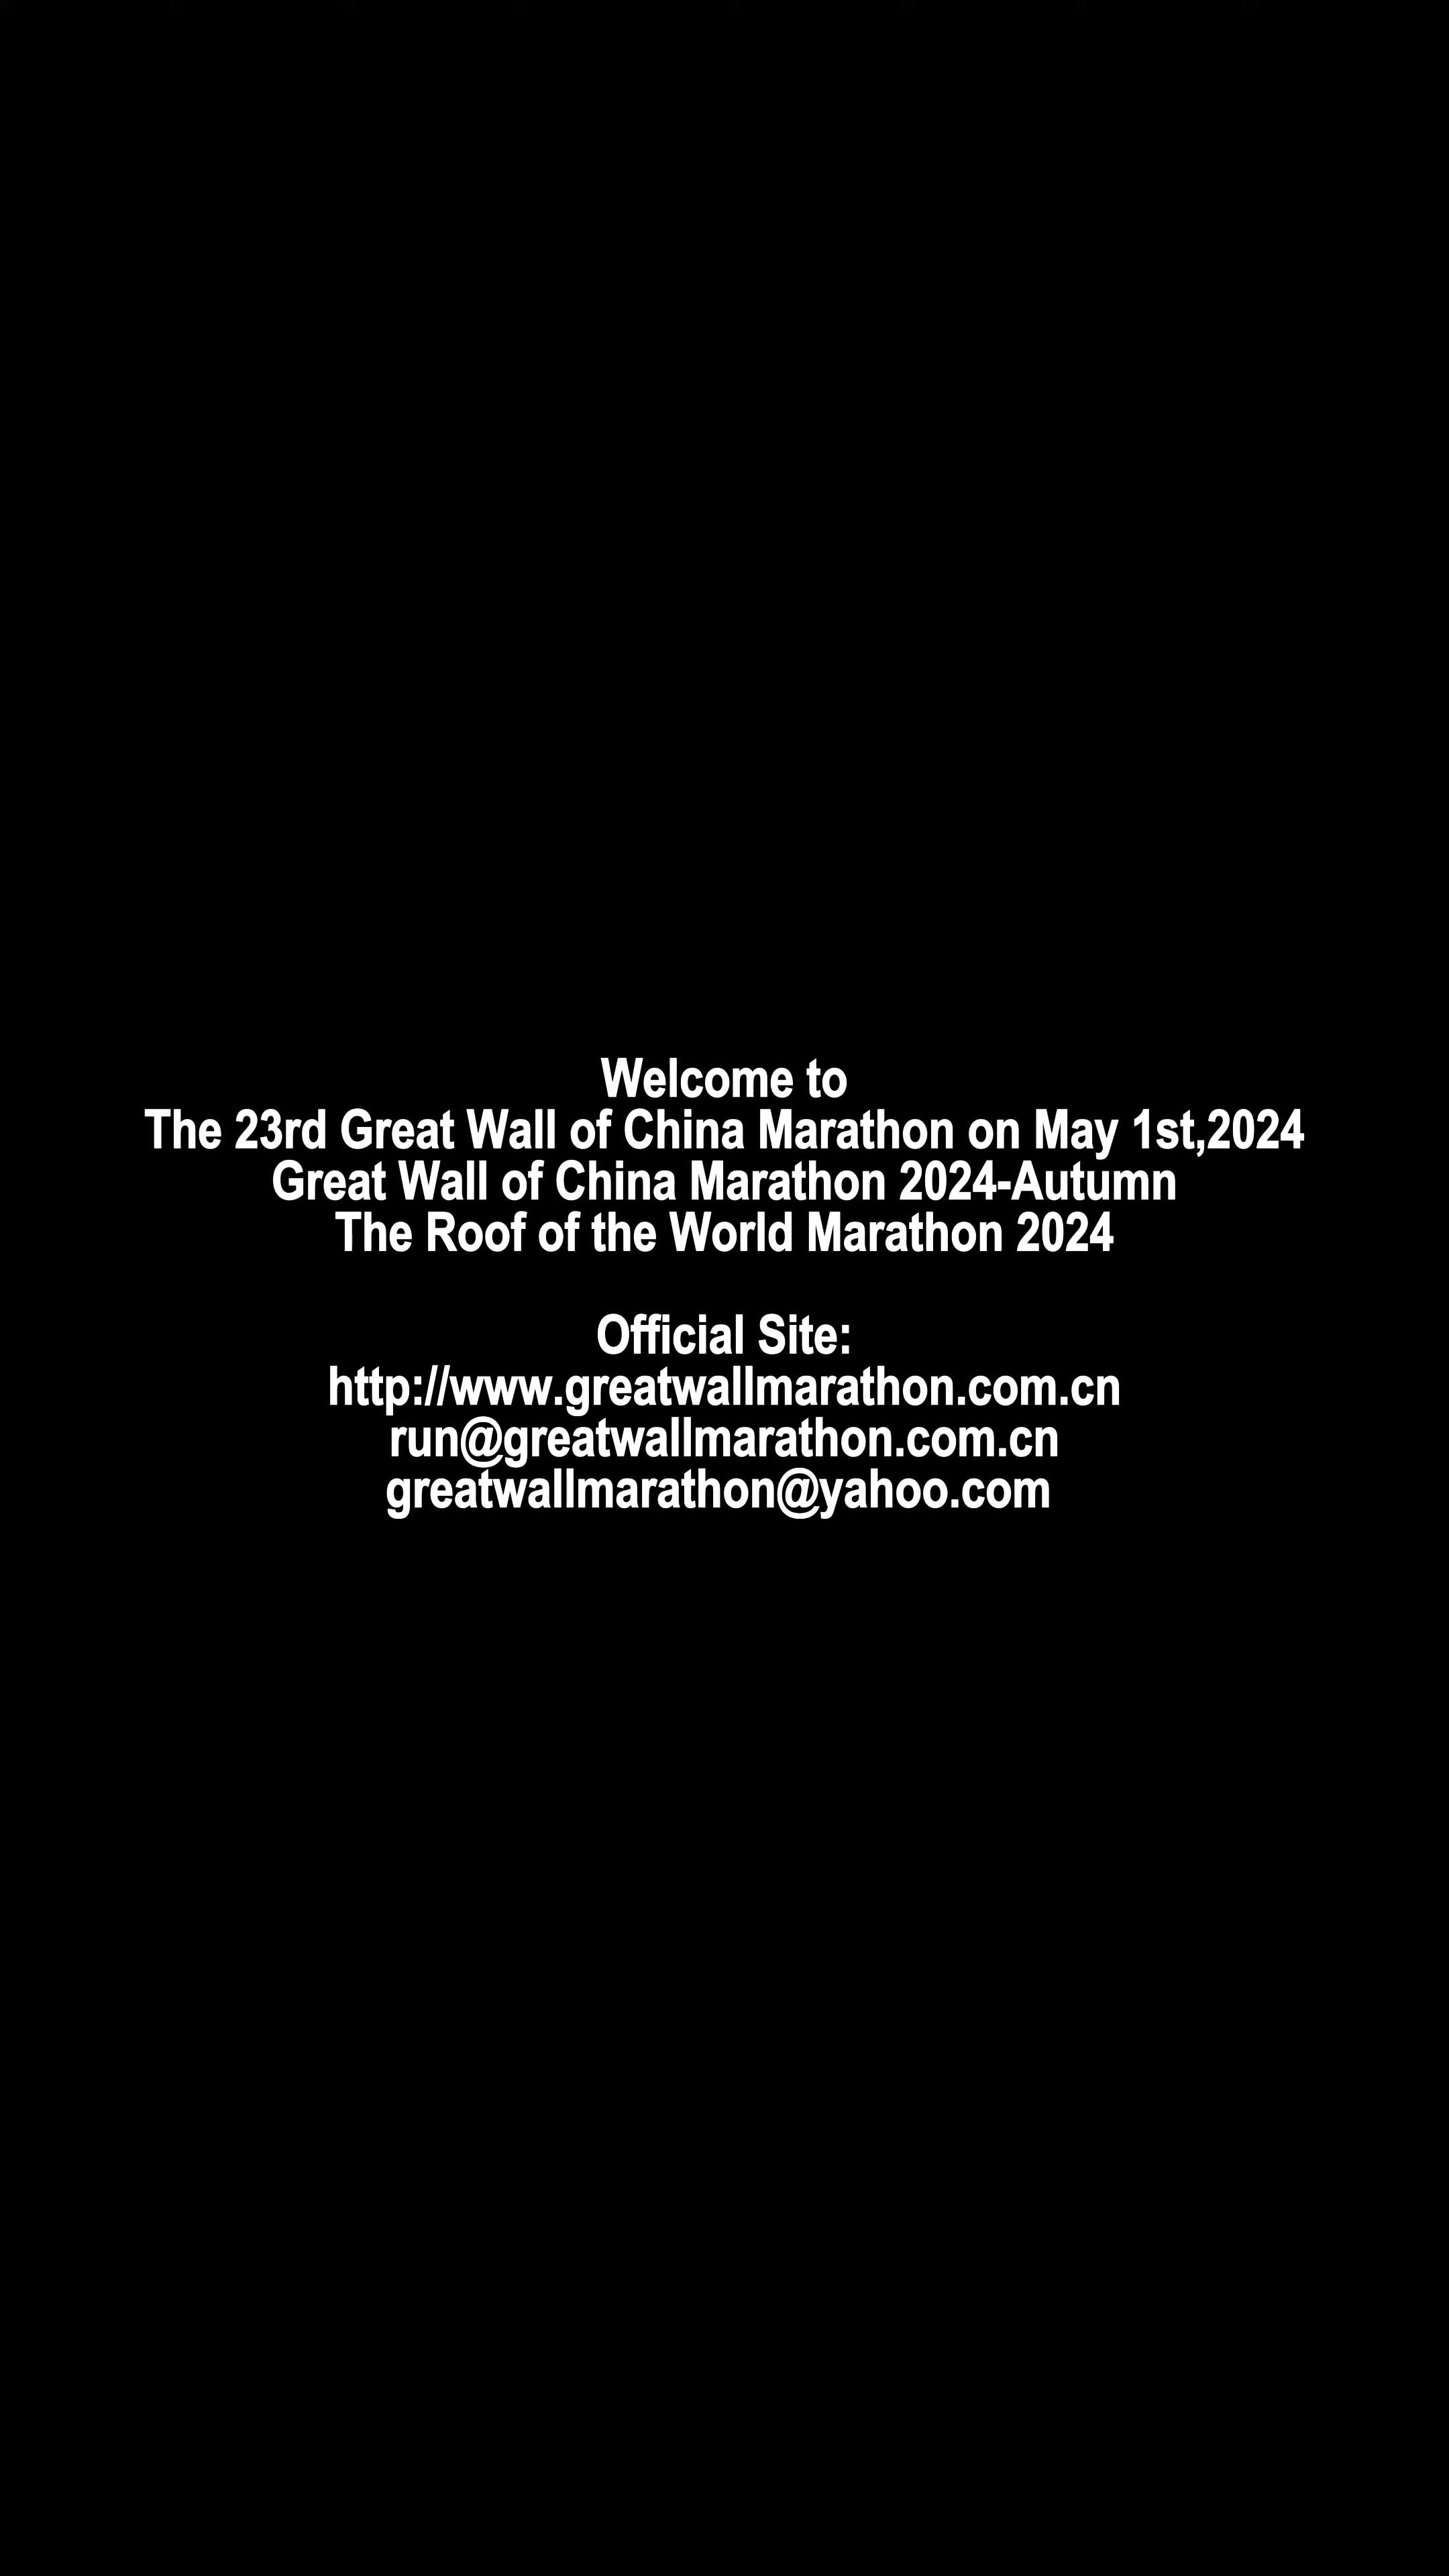 Welcome to
The 23rd Great Wall of China Marathon on May 1st,2024
Great Wall of China Marathon 2024-Autumn
The Roof of the World Marathon 2024
Official Site:
http://www.greatwallmarathon.com.cn
run@greatwallmarathon.com.cn
greatwallmarathon@yahoo.com